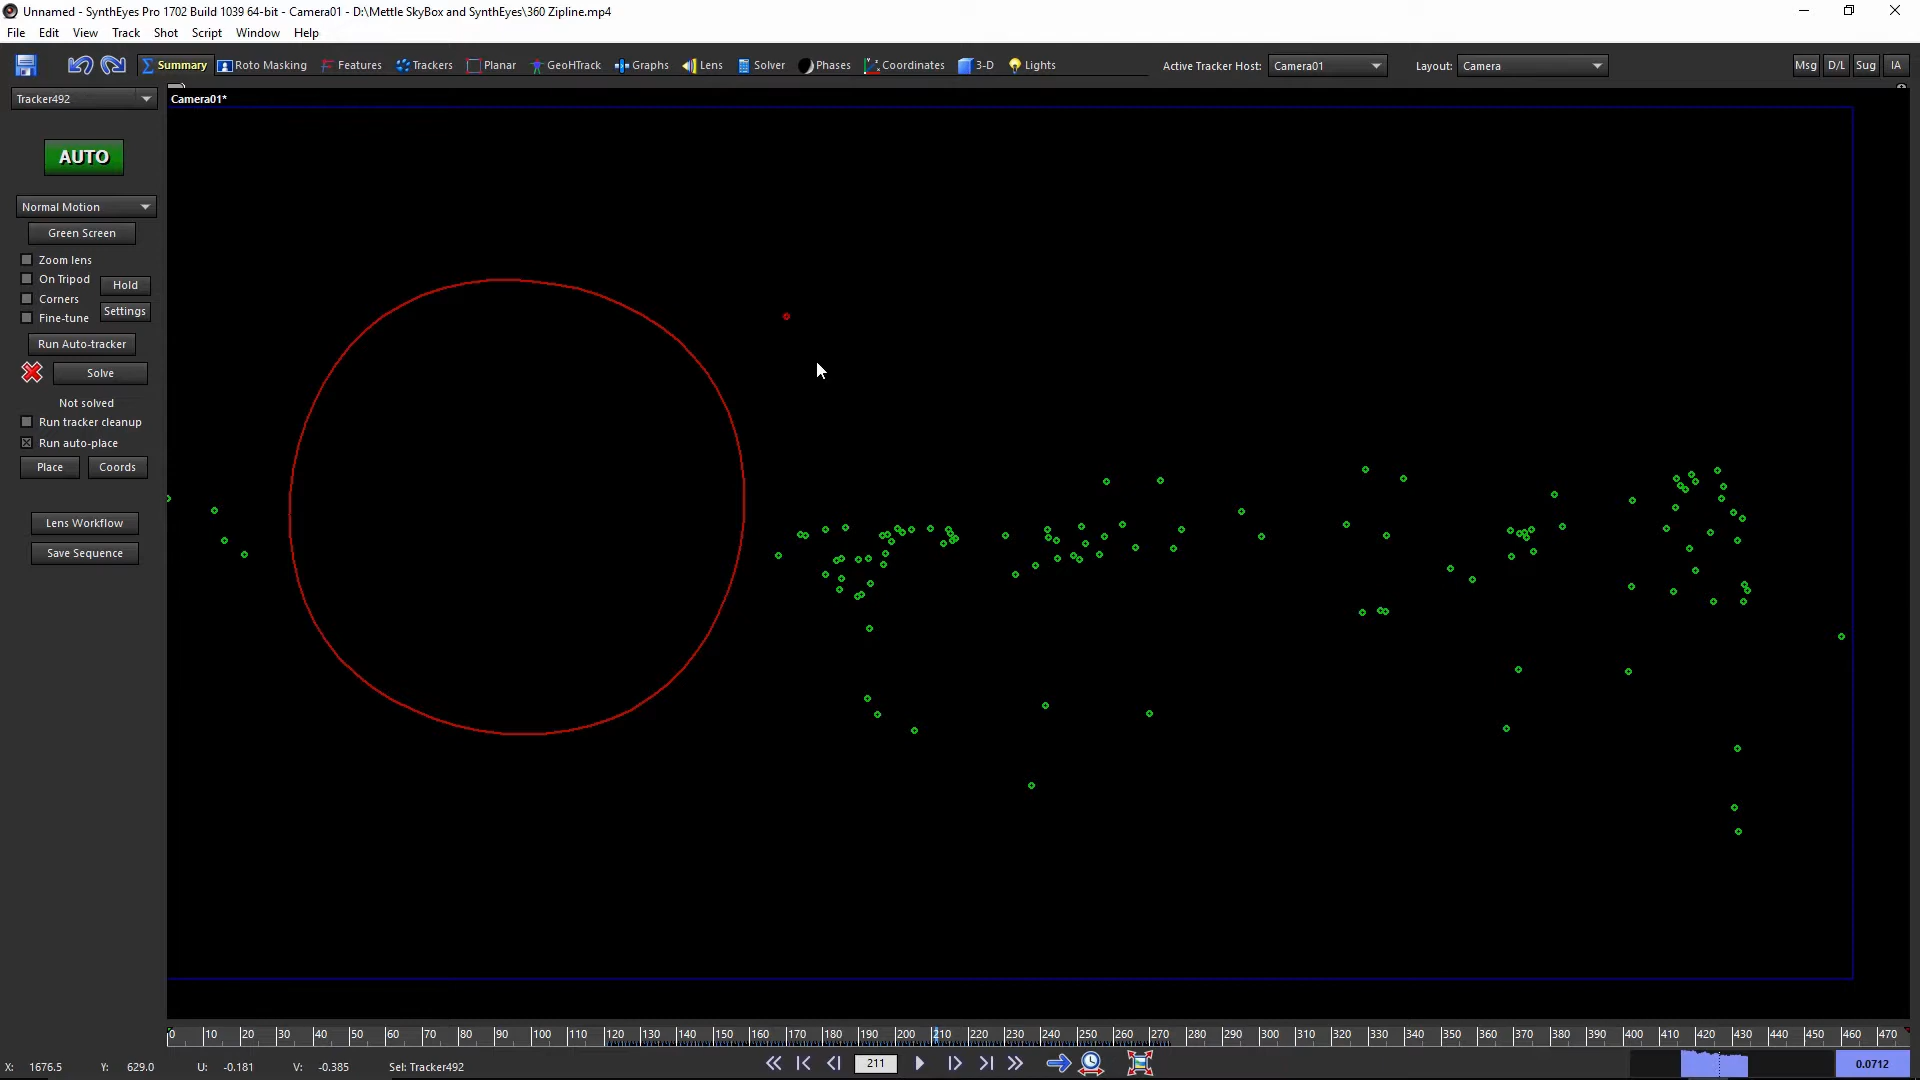 Unnamed - SynthEyes Pro 1702 Build 1039 64-bit - Camera01 - D:\Mettle SkyBox and SynthEyes\360 Zipline.mp4
File Edit View Track Shot Script Window Help
Summary Roto Masking Features Trackers Planar GeoHTrack Graphs Lens Solver Phases Coordinates 3-D Lights Active Tracker Host: Camera01 Layout: Camera Msg D/L Sug IA
Tracker492
Camera01*
AUTO
Normal Motion
Green Screen
Zoom lens
On Tripod
Hold
Corners
Settings
Fine-tune
Run Auto-tracker
Solve
Not solved
Run tracker cleanup
Run auto-place
Place Coords
Lens Workflow
Save Sequence
0 10 20 30 40 50 60 70 80 90 100 110 120 130 140 150 160 170 180 190 200 210 220 230 240 250 260 270 280 290 300 310 320 330 340 350 360 370 380 390 400 410 420 430 440 450 460 470
X: 1676.5 Y: 629.0 U: -0.181 V: -0.385 Sel: Tracker492 211 0.0712